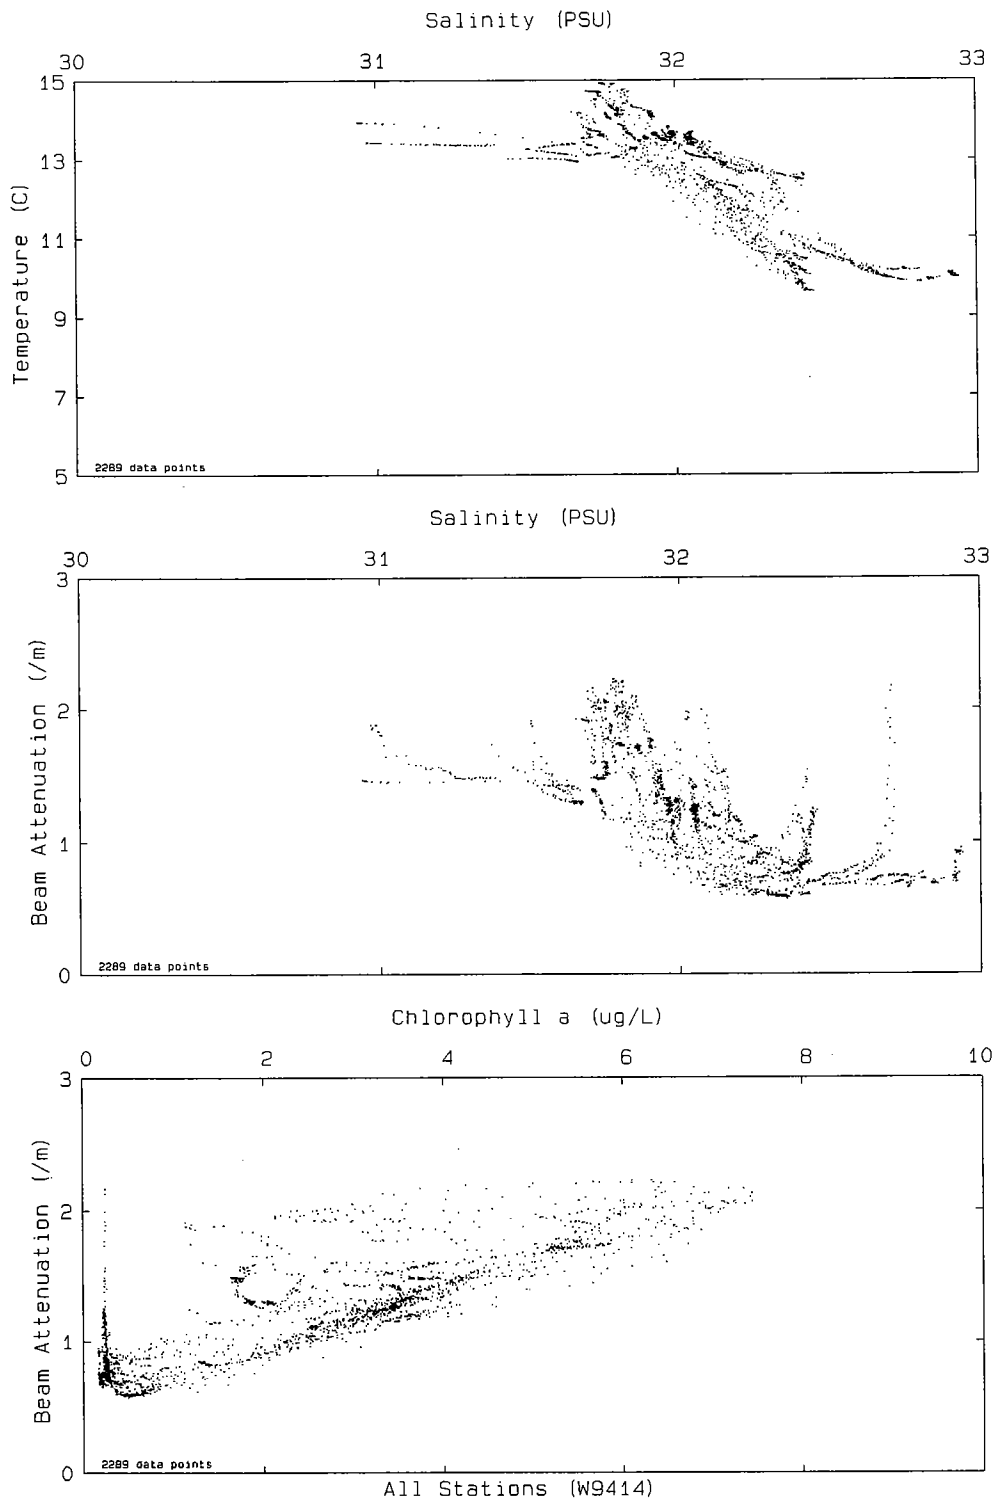 Salinity (PSU)
30 31 32 33
15
13
11
9
7
5
Temperature (C)
2289 data points
Salinity (PSU)
30 31 32 33
3
2
1
0
Beam Attenuation (/m)
2289 data points
Chlorophyll a (ug/L)
0 2 4 6 8 10
3
2
1
0
Beam Attenuation (/m)
2289 data points
All Stations (W9414)